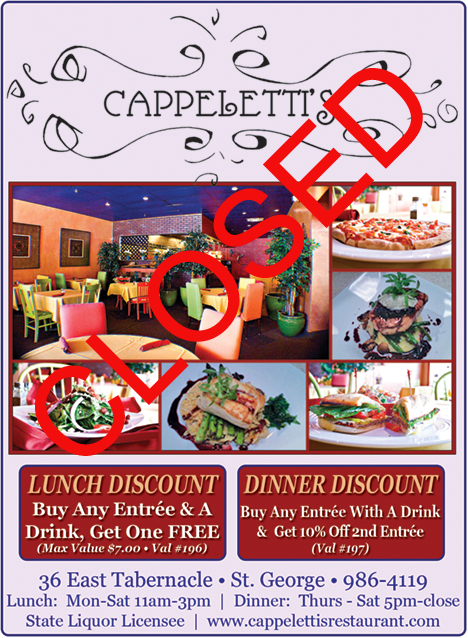 CAPPELETTI'S
CLOSED
LUNCH DISCOUNT
Buy Any Entrée & A
Drink, Get One FREE
(Max Value $7.00 • Val #196)
DINNER DISCOUNT
Buy Any Entrée With A Drink
& Get 10% Off 2nd Entrée
(Val #197)
36 East Tabernacle • St. George • 986-4119
Lunch: Mon-Sat 11am-3pm | Dinner: Thurs - Sat 5pm-close
State Liquor Licensee | www.cappelettisrestaurant.com